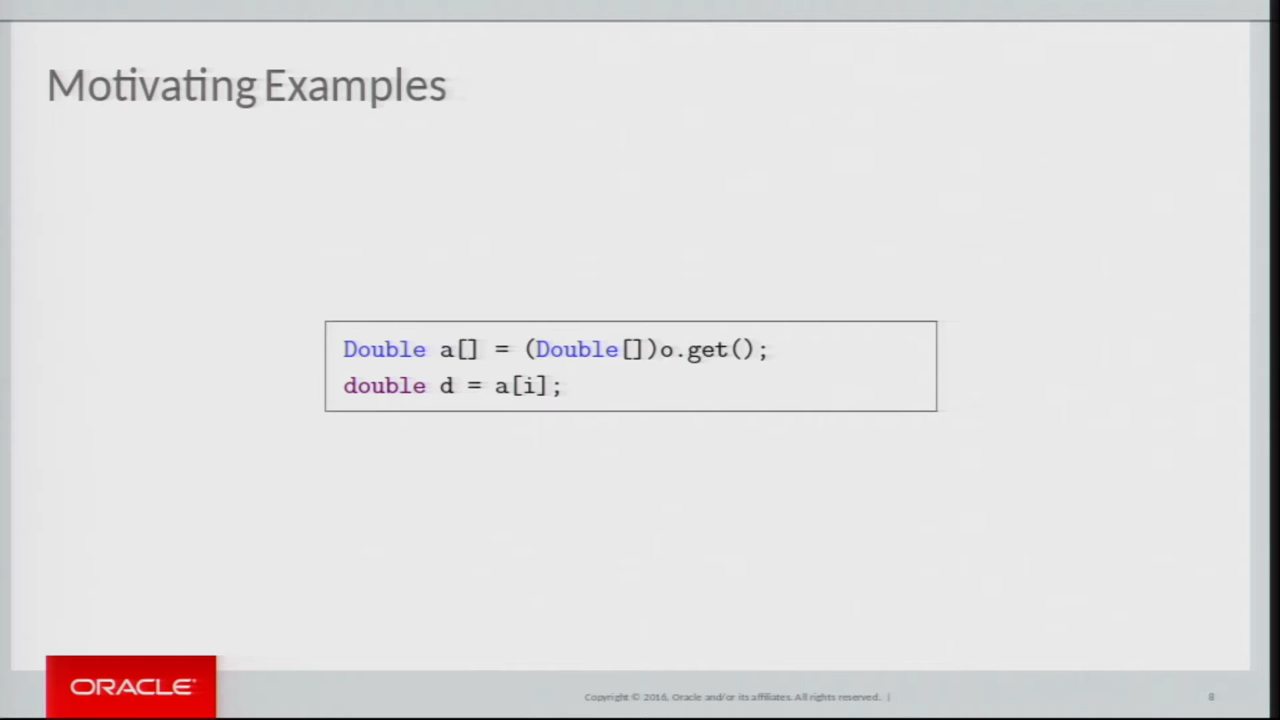 Motivating Examples
Double a[] = (Double[])o.get();
double d = a[i];
ORACLE
Copyright © 2016, Oracle and/or its affiliates. All rights reserved. |
8